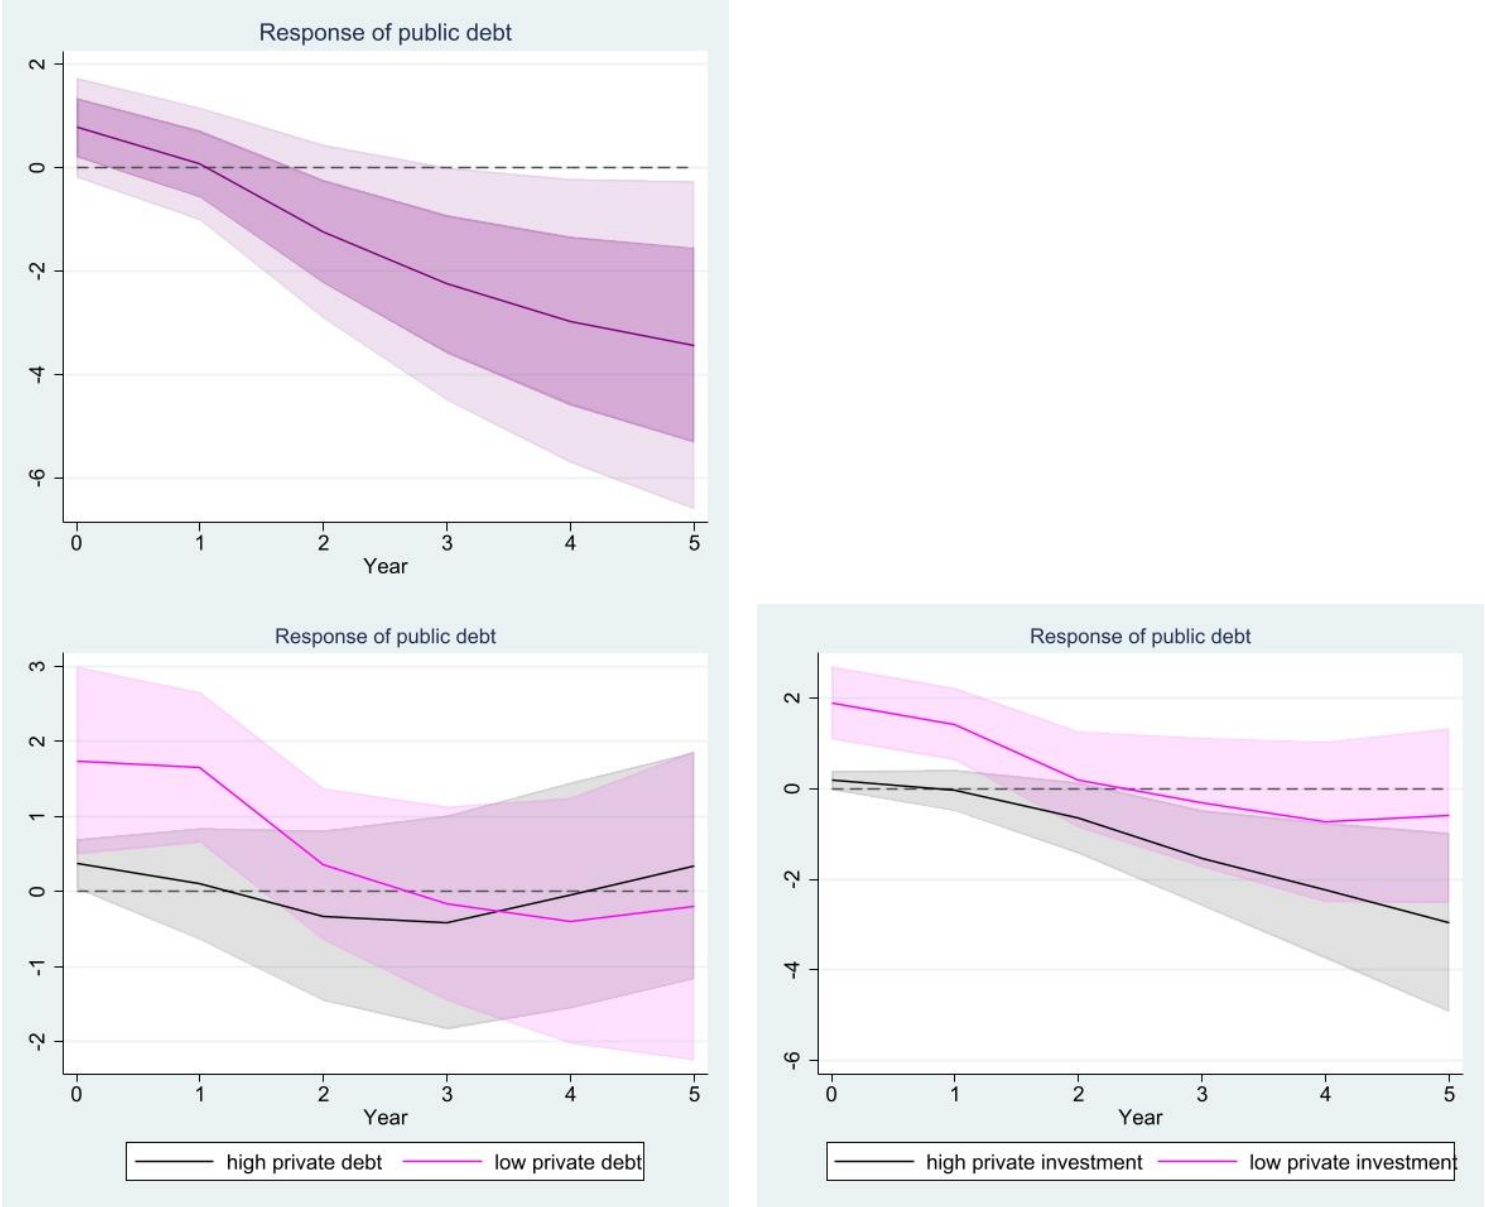 Response of public debt
2
0
-2
-4
-6
0 1 2 3 4 5
Year
Response of public debt
3
2
1
0
-1
-2
0 1 2 3 4 5
Year
high private debt low private debt
Response of public debt
2
0
-2
-4
-6
0 1 2 3 4 5
Year
high private investment low private investment